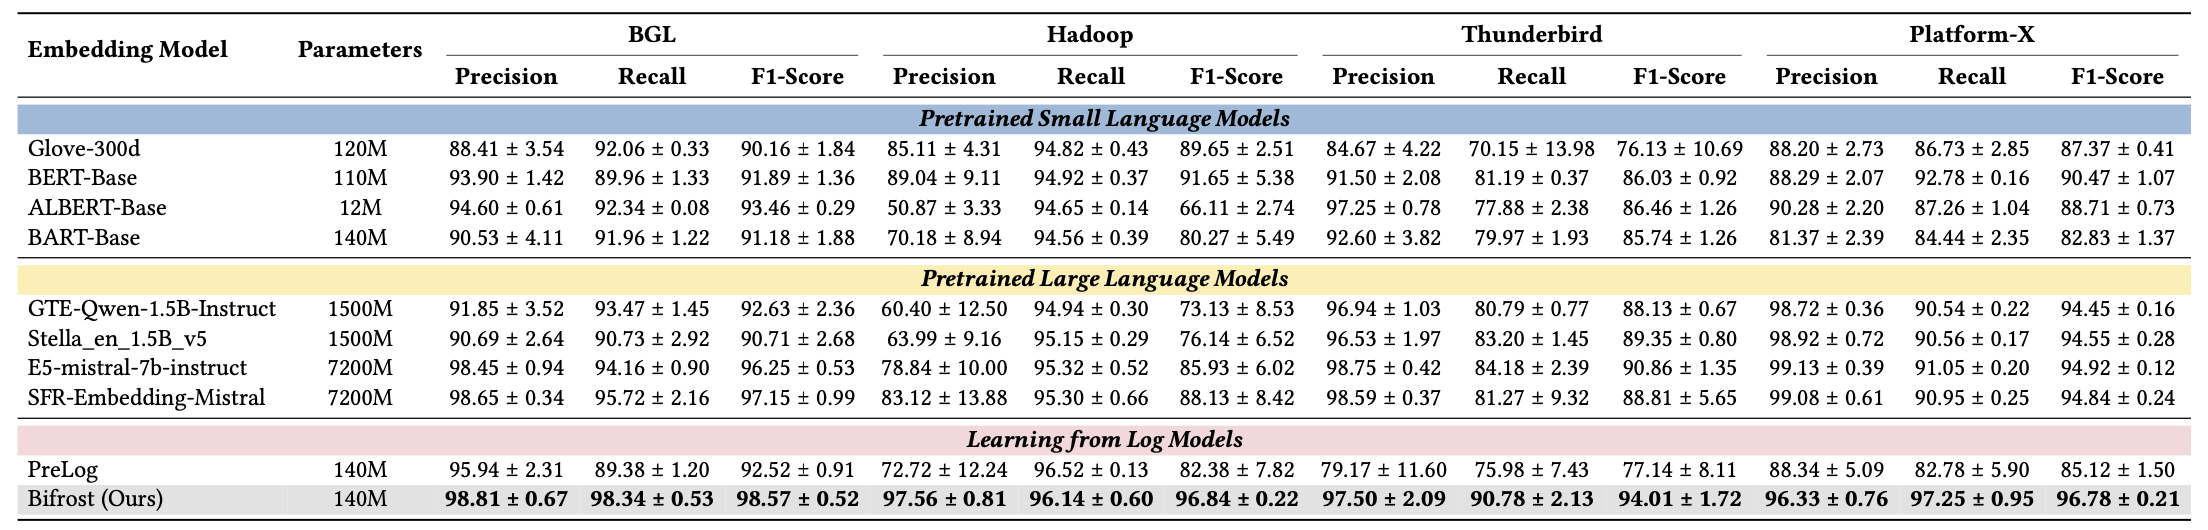 Embedding Model Parameters BGL Hadoop Thunderbird Platform-X
Precision Recall F1-Score Precision Recall F1-Score Precision Recall F1-Score Precision Recall F1-Score
Pretrained Small Language Models
Glove-300d 120M 88.41 ± 3.54 92.06 ± 0.33 90.16 ± 1.84 85.11 ± 4.31 94.82 ± 0.43 89.65 ± 2.51 84.67 ± 4.22 70.15 ± 13.98 76.13 ± 10.69 88.20 ± 2.73 86.73 ± 2.85 87.37 ± 0.41
BERT-Base 110M 93.90 ± 1.42 89.96 ± 1.33 91.89 ± 1.36 89.04 ± 9.11 94.92 ± 0.37 91.65 ± 5.38 91.50 ± 2.08 81.19 ± 0.37 86.03 ± 0.92 88.29 ± 2.07 92.78 ± 0.16 90.47 ± 1.07
ALBERT-Base 12M 94.60 ± 0.61 92.34 ± 0.08 93.46 ± 0.29 50.87 ± 3.33 94.65 ± 0.14 66.11 ± 2.74 97.25 ± 0.78 77.88 ± 2.38 86.46 ± 1.26 90.28 ± 2.20 87.26 ± 1.04 88.71 ± 0.73
BART-Base 140M 90.53 ± 4.11 91.96 ± 1.22 91.18 ± 1.88 70.18 ± 8.94 94.56 ± 0.39 80.27 ± 5.49 92.60 ± 3.82 79.97 ± 1.93 85.74 ± 1.26 81.37 ± 2.39 84.44 ± 2.35 82.83 ± 1.37
Pretrained Large Language Models
GTE-Qwen-1.5B-Instruct 1500M 91.85 ± 3.52 93.47 ± 1.45 92.63 ± 2.36 60.40 ± 12.50 94.94 ± 0.30 73.13 ± 8.53 96.94 ± 1.03 80.79 ± 0.77 88.13 ± 0.67 98.72 ± 0.36 90.54 ± 0.22 94.45 ± 0.16
Stella_en_1.5B_v5 1500M 90.69 ± 2.64 90.73 ± 2.92 90.71 ± 2.68 63.99 ± 9.16 95.15 ± 0.29 76.14 ± 6.52 96.53 ± 1.97 83.20 ± 1.45 89.35 ± 0.80 98.92 ± 0.72 90.56 ± 0.17 94.55 ± 0.28
E5-mistral-7b-instruct 7200M 98.45 ± 0.94 94.16 ± 0.90 96.25 ± 0.53 78.84 ± 10.00 95.32 ± 0.52 85.93 ± 6.02 98.75 ± 0.42 84.18 ± 2.39 90.86 ± 1.35 99.13 ± 0.39 91.05 ± 0.20 94.92 ± 0.12
SFR-Embedding-Mistral 7200M 98.65 ± 0.34 95.72 ± 2.16 97.15 ± 0.99 83.12 ± 13.88 95.30 ± 0.66 88.13 ± 8.42 98.59 ± 0.37 81.27 ± 9.32 88.81 ± 5.65 99.08 ± 0.61 90.95 ± 0.25 94.84 ± 0.24
Learning from Log Models
PreLog 140M 95.94 ± 2.31 89.38 ± 1.20 92.52 ± 0.91 72.72 ± 12.24 96.52 ± 0.13 82.38 ± 7.82 79.17 ± 11.60 75.98 ± 7.43 77.14 ± 8.11 88.34 ± 5.09 82.78 ± 5.90 85.12 ± 1.50
Bifrost (Ours) 140M 98.81 ± 0.67 98.34 ± 0.53 98.57 ± 0.52 97.56 ± 0.81 96.14 ± 0.60 96.84 ± 0.22 97.50 ± 2.09 90.78 ± 2.13 94.01 ± 1.72 96.33 ± 0.76 97.25 ± 0.95 96.78 ± 0.21